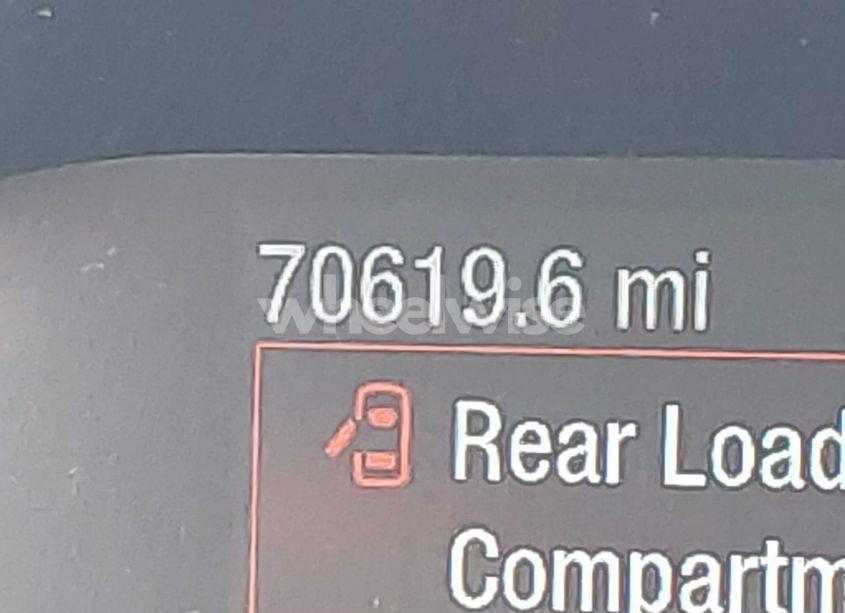 70619.6 mi
wheelwise
Rear Load
Compartm